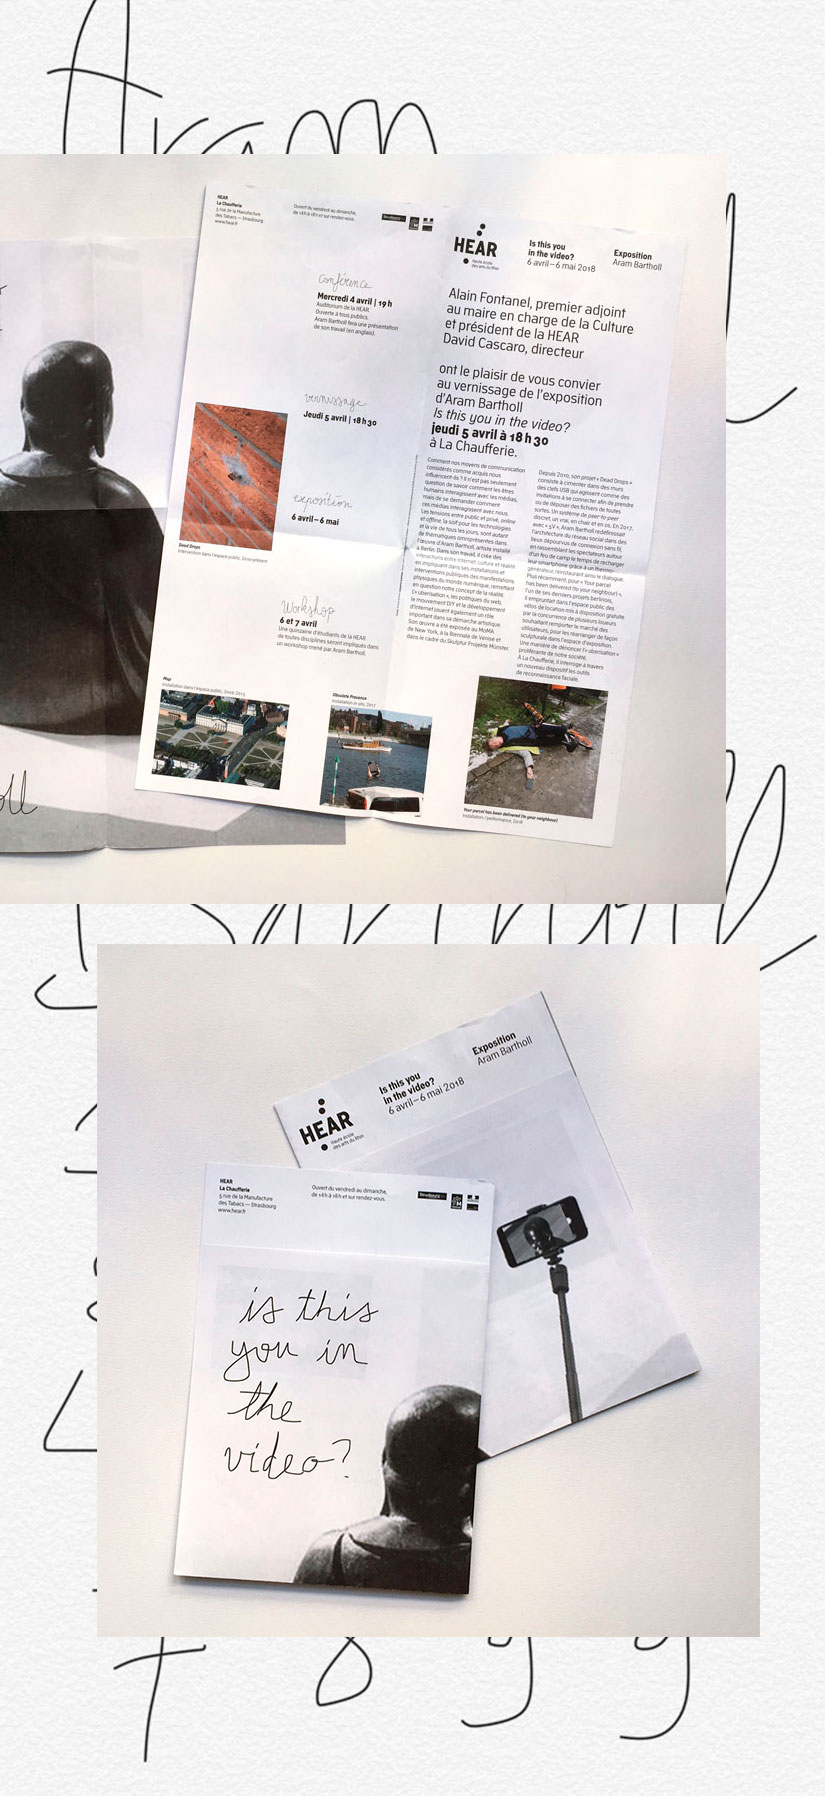 Aram
HEAR
La Chaufferie
5 rue de la Manufacture
des Tabacs — Strasbourg
www.hear.fr
Ouvert du vendredi au dimanche,
de 16h à 18h et sur rendez-vous.
conférence
Mercredi 4 avril | 19 h
Auditorium de la HEAR
Ouverte à tous publics.
Aram Bartholl fera une présentation
de son travail (en anglais).
vernissage
Jeudi 5 avril | 18 h 30
exposition
6 avril – 6 mai
Dead Drops
Intervention dans l'espace public, 2010-présent
Workshop
6 et 7 avril
Une quinzaine d'étudiants de la HEAR
de toutes disciplines seront impliqués dans
un workshop mené par Aram Bartholl.
Map
Installation dans l'espace public,
Obsolete Presence
Installation in situ, 2017
HEAR
Haute école
des arts du Rhin
Is this you
in the video?
6 avril – 6 mai 2018
Exposition
Aram Bartholl
Alain Fontanel, premier adjoint
au maire en charge de la Culture
et président de la HEAR
David Cascaro, directeur
ont le plaisir de vous convier
au vernissage de l'exposition
d'Aram Bartholl
Is this you in the video?
jeudi 5 avril à 18 h 30
à La Chaufferie.
Comment nos moyens de communication
considérés comme acquis nous
influencent-ils ? Il n'est pas seulement
question de savoir comment les êtres
humains interagissent avec les médias,
mais de se demander comment
ces médias interagissent avec nous.
Les tensions entre public et privé, online
et offline, la soif pour les technologies
et la vie de tous les jours, sont autant
de thématiques omniprésentes dans
l'œuvre d'Aram Bartholl, artiste installé
à Berlin. Dans son travail, il crée des
interactions entre internet, culture et réalité,
en impliquant dans ses installations et
interventions publiques des manifestations
physiques du monde numérique, remettant
en question notre concept de la réalité.
L'« ubérisation », les politiques du web,
le mouvement DIY et le développement
d'Internet jouent également un rôle
important dans sa démarche artistique.
Son œuvre a été exposée au MoMA
de New York, à la Biennale de Venise et
dans le cadre du Skulptur Projekte Münster.
Depuis 2010, son projet « Dead Drops »
consiste à cimenter dans des murs
des clefs USB qui agissent comme des
invitations à se connecter afin de prendre
ou de déposer des fichiers de toutes
sortes. Un système de peer-to-peer
discret, un vrai, en chair et en os. En 2017,
avec « 5V », Aram Bartholl redéfinissait
l'architecture du réseau social dans des
lieux dépourvus de connexion sans fil,
en rassemblant les spectateurs autour
d'un feu de camp le temps de recharger
leur smartphone grâce à un thermo-
générateur réinstaurant ainsi le dialogue.
Plus récemment, pour « Your parcel
has been delivered (to your neighbour) »,
l'un de ses derniers projets berlinois,
il empruntait dans l'espace public des
vélos de location mis à disposition gratuite
par la concurrence de plusieurs loueurs
souhaitant remporter le marché des
utilisateurs, pour les réarranger de façon
sculpturale dans l'espace d'exposition.
Une manière de dénoncer l'« ubérisation »
proliférante de notre société.
À La Chaufferie, il interroge à travers
un nouveau dispositif les outils
de reconnaissance faciale.
Your parcel has been delivered (to your neighbour)
Installation / performance, 2018
Bartholl
HEAR
Haute école
des arts du Rhin
Is this you
in the video?
6 avril – 6 mai 2018
Exposition
Aram Bartholl
HEAR
La Chaufferie
5 rue de la Manufacture
des Tabacs — Strasbourg
www.hear.fr
Ouvert du vendredi au dimanche,
de 16h à 18h et sur rendez-vous.
is this
you in
the
video?